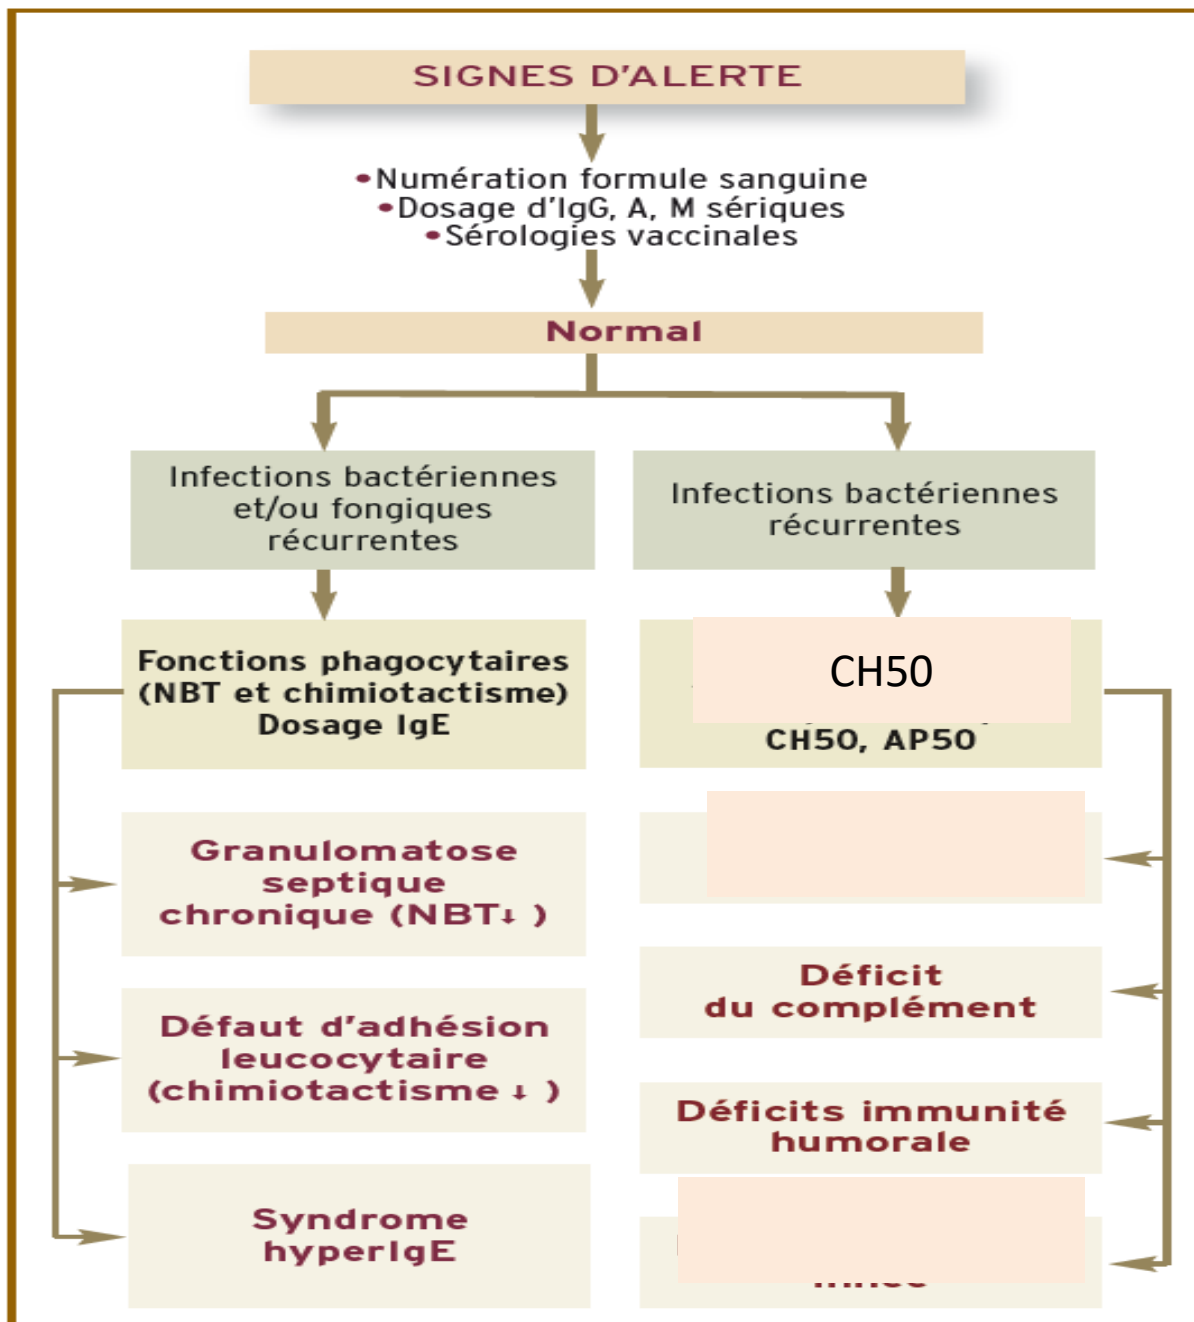 SIGNES D'ALERTE
•Numération formule sanguine
•Dosage d'IgG, A, M sériques
•Sérologies vaccinales
Normal
Infections bactériennes
et/ou fongiques
récurrentes
Fonctions phagocytaires
(NBT et chimiotactisme)
Dosage IgE
Granulomatose
septique
chronique (NBT↓ )
Défaut d'adhésion
leucocytaire
(chimiotactisme ↓ )
Syndrome
hyperIgE
Infections bactériennes
récurrentes
CH50
CH50, AP50
Déficit
du complément
Déficits immunité
humorale